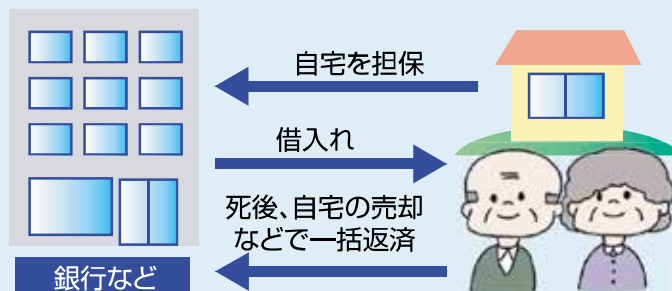 自宅を担保
借入れ
死後、自宅の売却
などで一括返済
銀行など